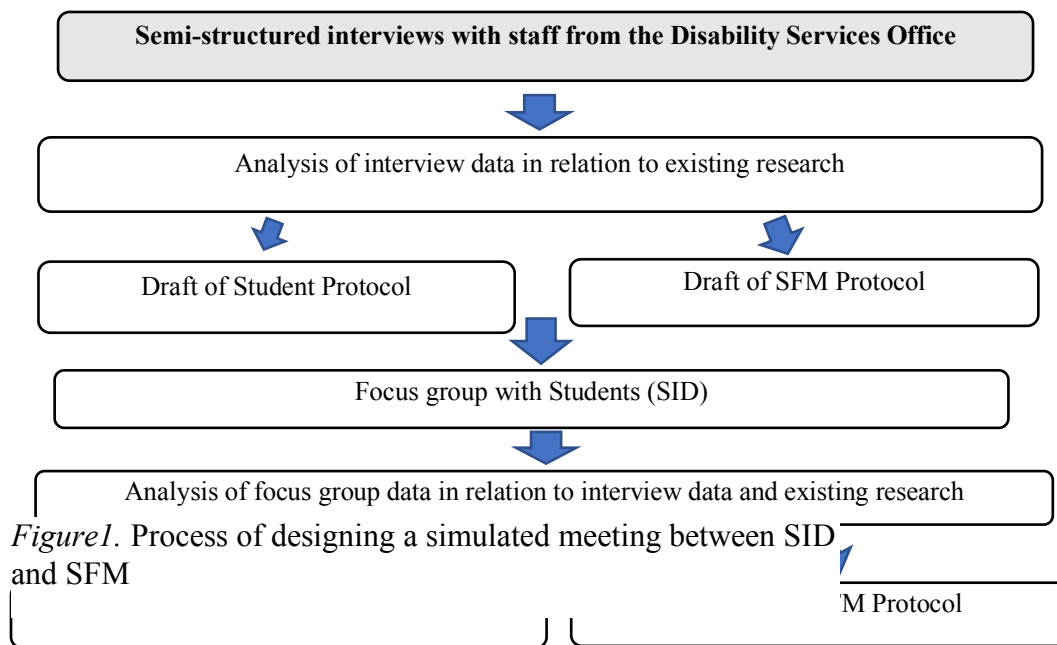 Semi-structured interviews with staff from the Disability Services Office
Analysis of interview data in relation to existing research
Draft of Student Protocol
Draft of SFM Protocol
Focus group with Students (SID)
Analysis of focus group data in relation to interview data and existing research
Figure1. Process of designing a simulated meeting between SID
and SFM
Protocol